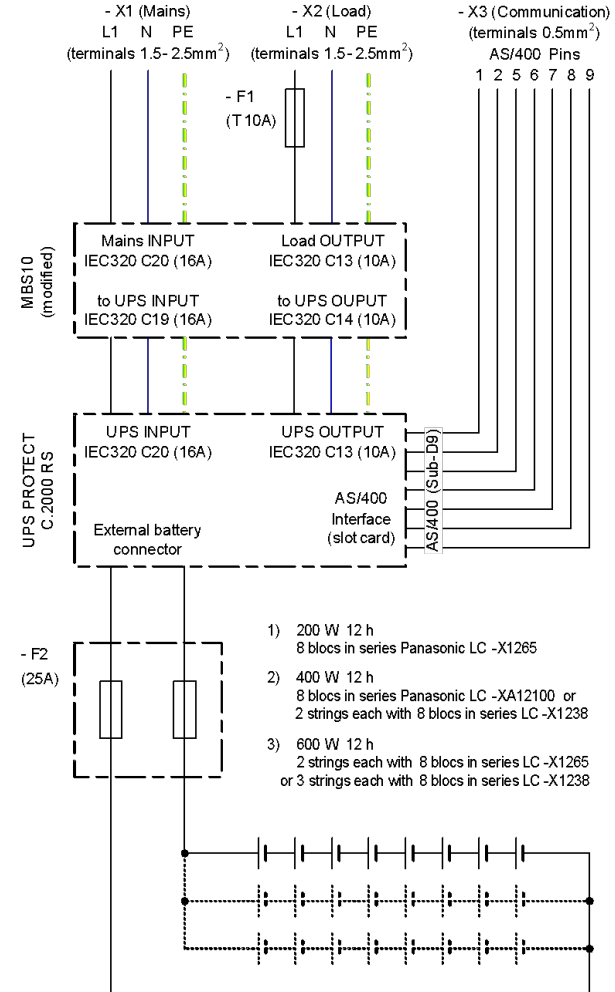 - X1 (Mains)
L1 N PE
(terminals 1.5- 2.5mm²)
- X2 (Load)
L1 N PE
(terminals 1.5- 2.5mm²)
- X3 (Communication)
(terminals 0.5mm²)
AS/400 Pins
1 2 5 6 7 8 9
- F1
(T 10A)
MBS10
(modified)
Mains INPUT
IEC320 C20 (16A)
Load OUTPUT
IEC320 C13 (10A)
to UPS INPUT
IEC320 C19 (16A)
to UPS OUPUT
IEC320 C14 (10A)
UPS PROTECT
C.2000 RS
UPS INPUT
IEC320 C20 (16A)
UPS OUTPUT
IEC320 C13 (10A)
AS/400
Interface
(slot card)
AS/400 (Sub-D9)
External battery
connector
- F2
(25A)
1) 200 W 12 h
8 blocs in series Panasonic LC -X1265
2) 400 W 12 h
8 blocs in series Panasonic LC -XA12100 or
2 strings each with 8 blocs in series LC -X1238
3) 600 W 12 h
2 strings each with 8 blocs in series LC -X1265
or 3 strings each with 8 blocs in series LC -X1238